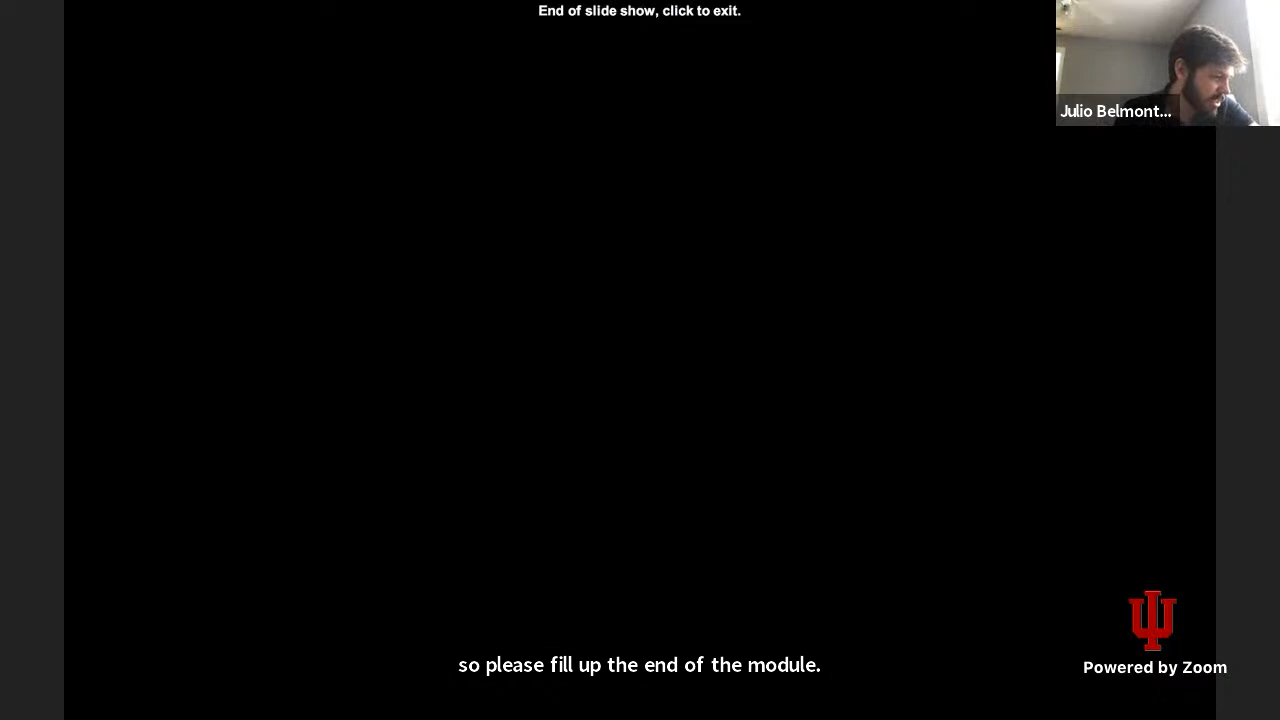 End of slide show, click to exit.
Julio Belmont...
so please fill up the end of the module.
Powered by Zoom